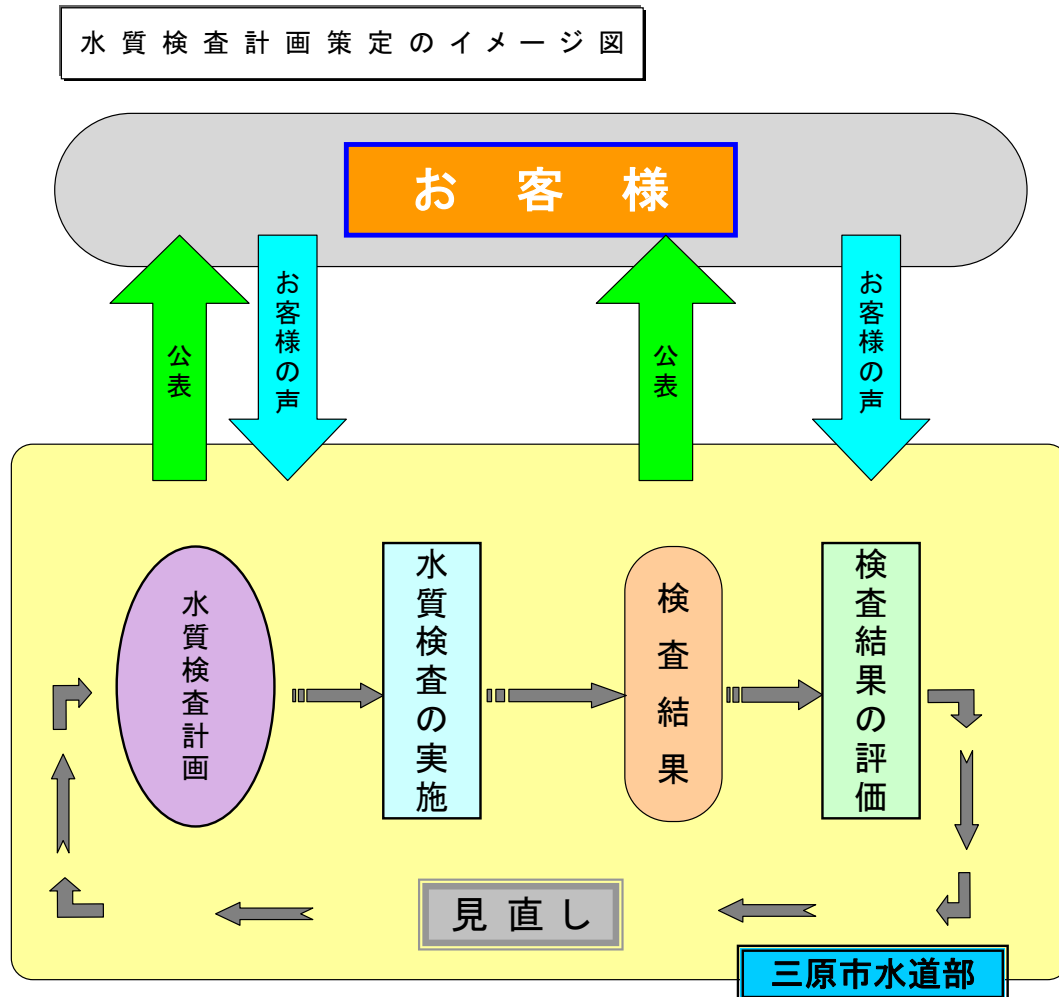 水質検査計画策定のイメージ図
お客様
公表
お客様の声
公表
お客様の声
水質検査計画
水質検査の実施
検査結果
検査結果の評価
見直し
三原市水道部